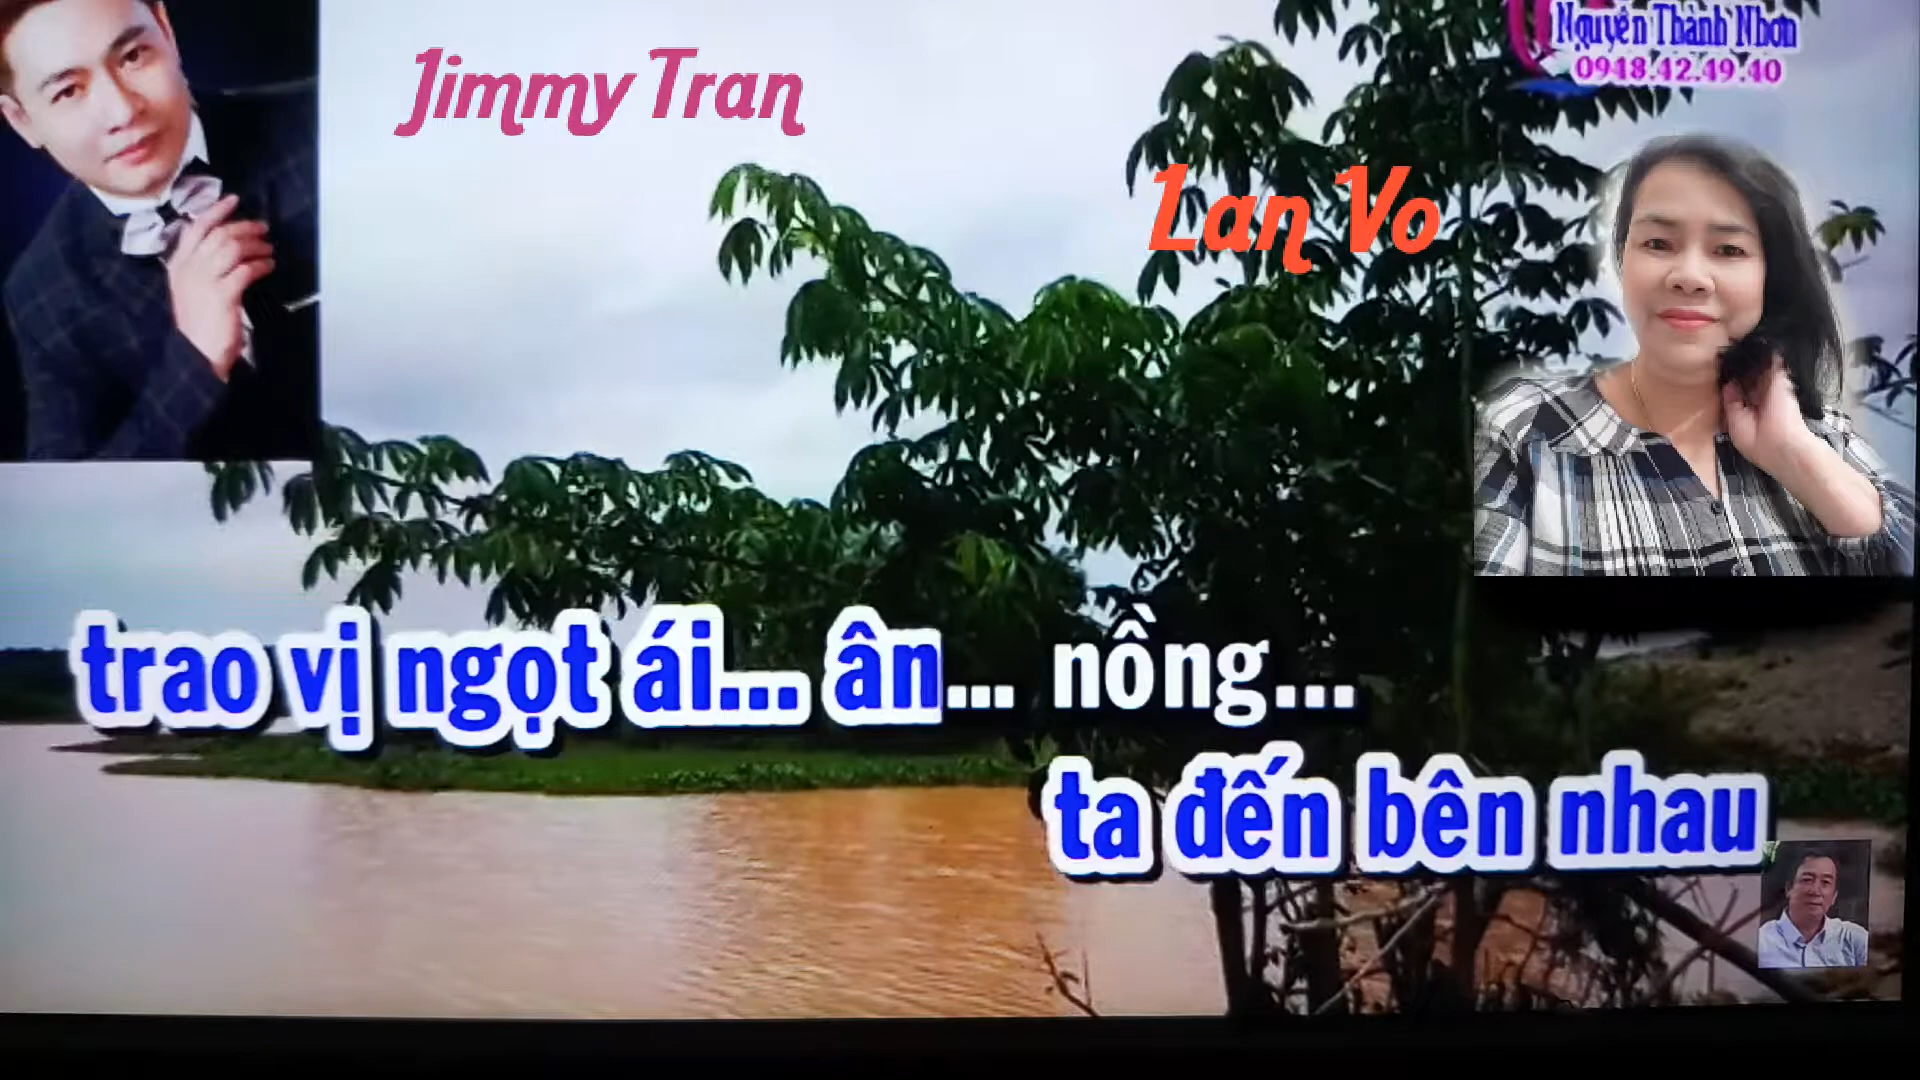 Nguyễn Thành Nhơn
0948.42.49.40
Jimmy Tran
Lan Vo
trao vị ngọt ái... ân... nồng...
ta đến bên nhau